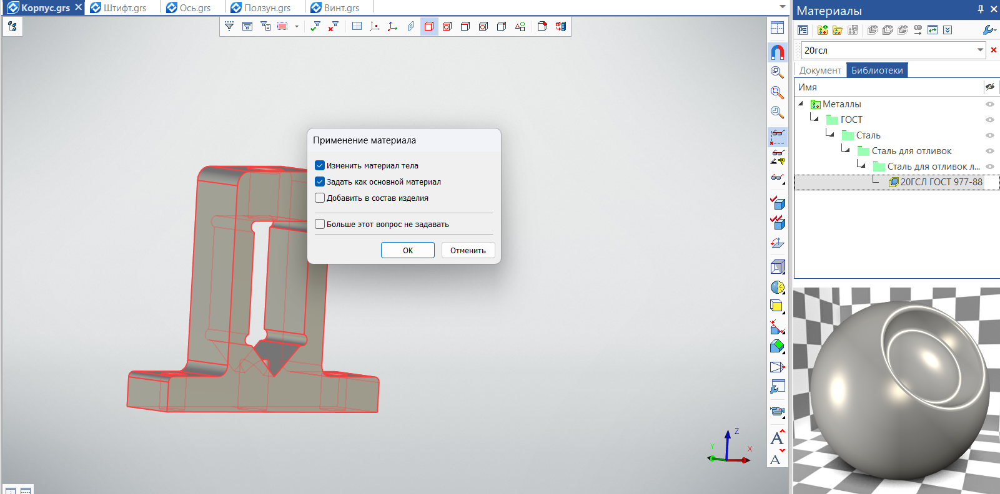 Корпус.grs
Штифт.grs
Ось.grs
Ползун.grs
Винт.grs
Материалы
20гсл
Документ
Библиотеки
Имя
Металлы
ГОСТ
Сталь
Сталь для отливок
Сталь для отливок л...
20ГСЛ ГОСТ 977-88
Применение материала
Изменить материал тела
Задать как основной материал
Добавить в состав изделия
Больше этот вопрос не задавать
ОК
Отменить
Z
Y
X
A
A